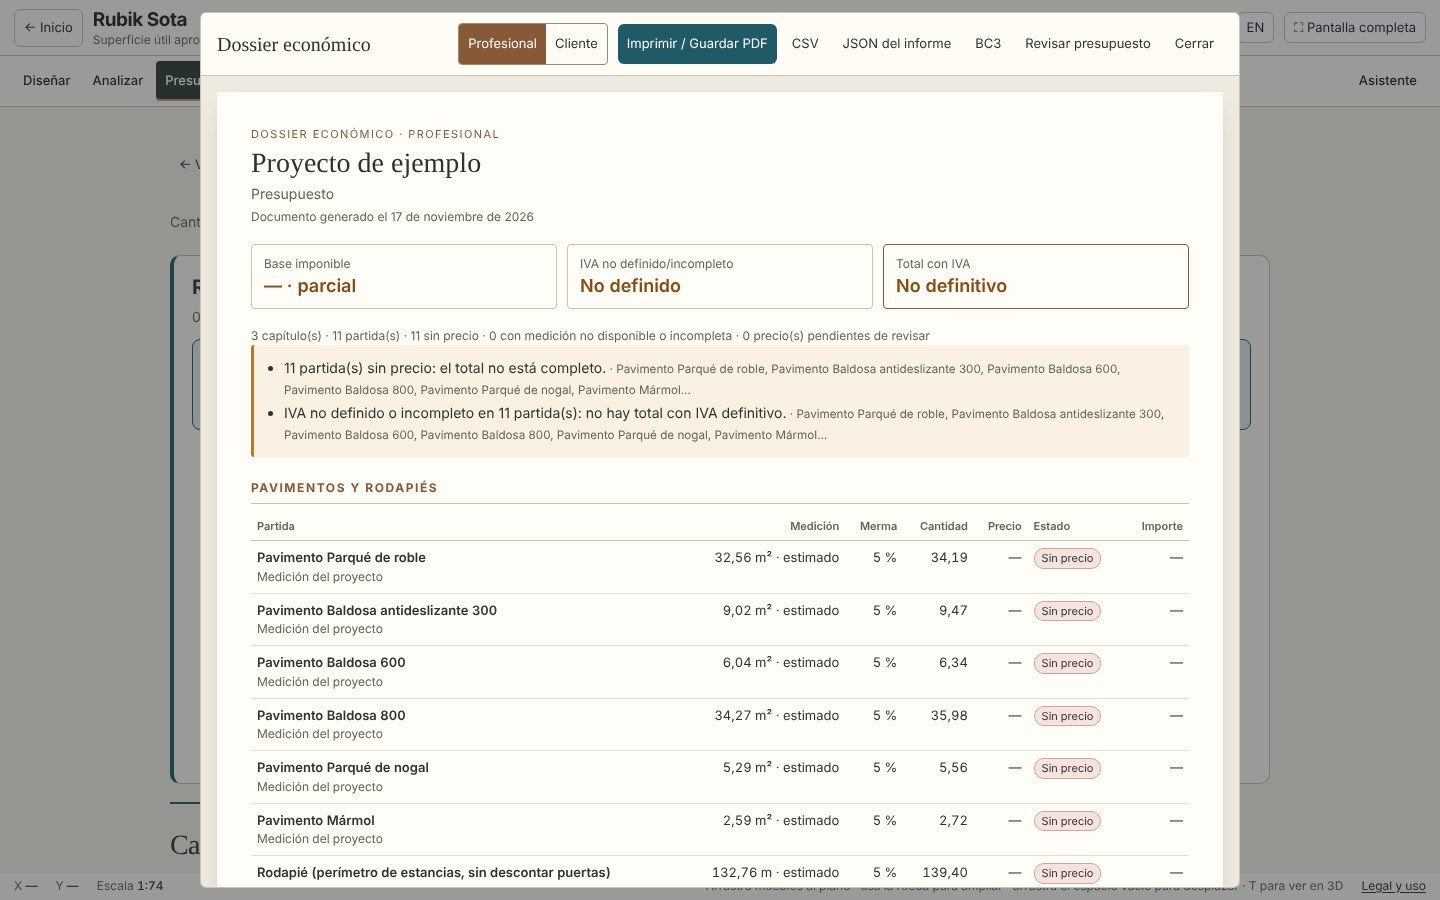 ← Inicio
Rubik Sota
Superficie útil apro
EN
Pantalla completa
Diseñar
Analizar
Presu
Asistente
← V
Cant
R
0
Ca
Dossier económico
Profesional
Cliente
Imprimir / Guardar PDF
CSV
JSON del informe
BC3
Revisar presupuesto
Cerrar
DOSSIER ECONÓMICO · PROFESIONAL
Proyecto de ejemplo
Presupuesto
Documento generado el 17 de noviembre de 2026
Base imponible
— · parcial
IVA no definido/incompleto
No definido
Total con IVA
No definitivo
3 capítulo(s) · 11 partida(s) · 11 sin precio · 0 con medición no disponible o incompleta · 0 precio(s) pendientes de revisar
• 11 partida(s) sin precio: el total no está completo. · Pavimento Parqué de roble, Pavimento Baldosa antideslizante 300, Pavimento Baldosa 600,
Pavimento Baldosa 800, Pavimento Parqué de nogal, Pavimento Mármol…
• IVA no definido o incompleto en 11 partida(s): no hay total con IVA definitivo. · Pavimento Parqué de roble, Pavimento Baldosa antideslizante 300,
Pavimento Baldosa 600, Pavimento Baldosa 800, Pavimento Parqué de nogal, Pavimento Mármol…
PAVIMENTOS Y RODAPIÉS
Partida Medición Merma Cantidad Precio Estado Importe
Pavimento Parqué de roble 32,56 m² · estimado 5 % 34,19 — Sin precio —
Medición del proyecto
Pavimento Baldosa antideslizante 300 9,02 m² · estimado 5 % 9,47 — Sin precio —
Medición del proyecto
Pavimento Baldosa 600 6,04 m² · estimado 5 % 6,34 — Sin precio —
Medición del proyecto
Pavimento Baldosa 800 34,27 m² · estimado 5 % 35,98 — Sin precio —
Medición del proyecto
Pavimento Parqué de nogal 5,29 m² · estimado 5 % 5,56 — Sin precio —
Medición del proyecto
Pavimento Mármol 2,59 m² · estimado 5 % 2,72 — Sin precio —
Medición del proyecto
Rodapié (perímetro de estancias, sin descontar puertas) 132,76 m · estimado 5 % 139,40 — Sin precio —
X — Y — Escala 1:74
· T para ver en 3D Legal y uso